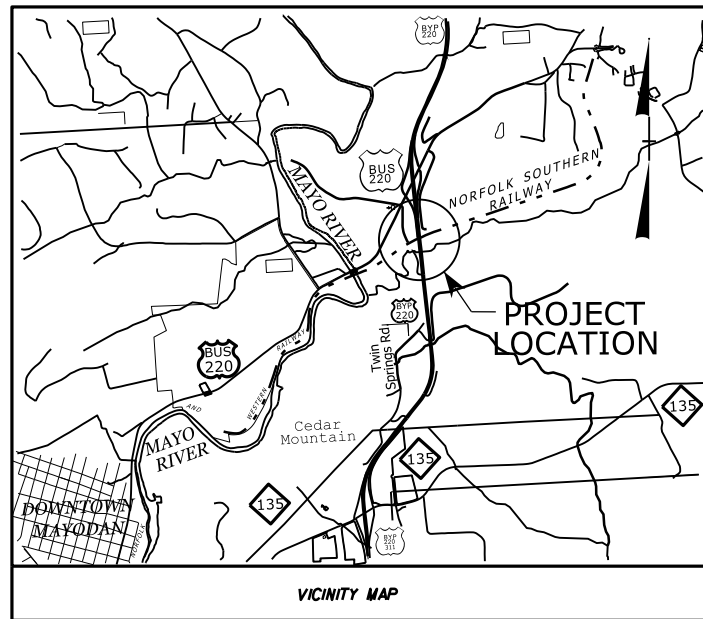 BYP
220
BUS
220
NORFOLK SOUTHERN
RAILWAY
MAYO RIVER
BYP
220
PROJECT
LOCATION
Twin
Springs Rd.
RAILWAY
BUS
220
WESTERN
AND
Cedar
Mountain
MAYO
RIVER
135
135
135
DOWNTOWN
MAYODAN
NORFOLK
BYP
220
311
VICINITY MAP